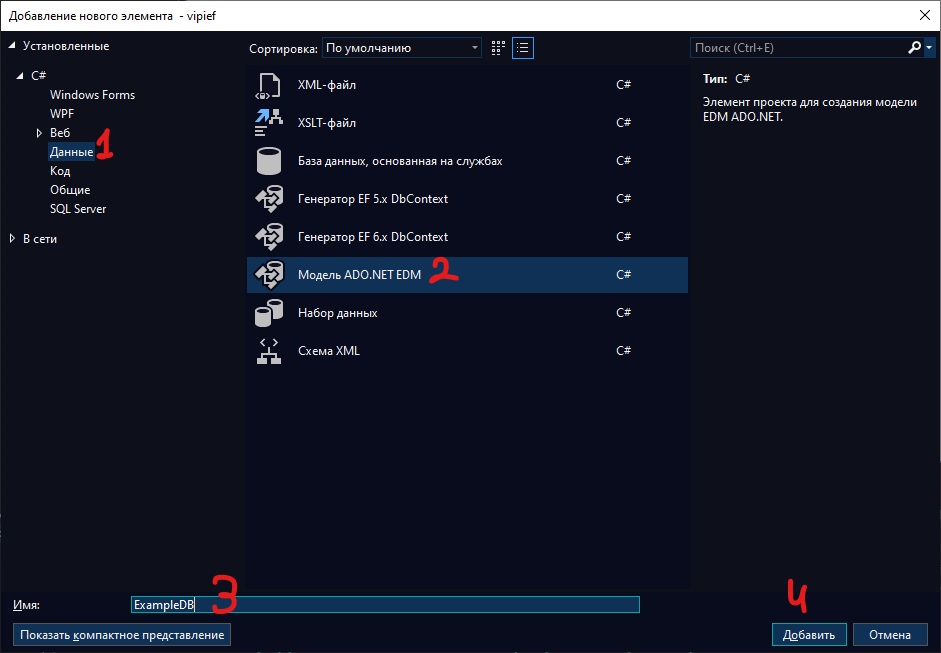 Добавление нового элемента - vipief
Установленные
C#
Windows Forms
WPF
Веб
Данные 1
Код
Общие
SQL Server
В сети
Сортировка: По умолчанию
XML-файл C#
XSLT-файл C#
База данных, основанная на службах C#
Генератор EF 5.x DbContext C#
Генератор EF 6.x DbContext C#
Модель ADO.NET EDM 2 C#
Набор данных C#
Схема XML C#
Поиск (Ctrl+E)
Тип: C#
Элемент проекта для создания модели
EDM ADO.NET.
Имя: ExampleDB 3
4
Показать компактное представление
Добавить
Отмена